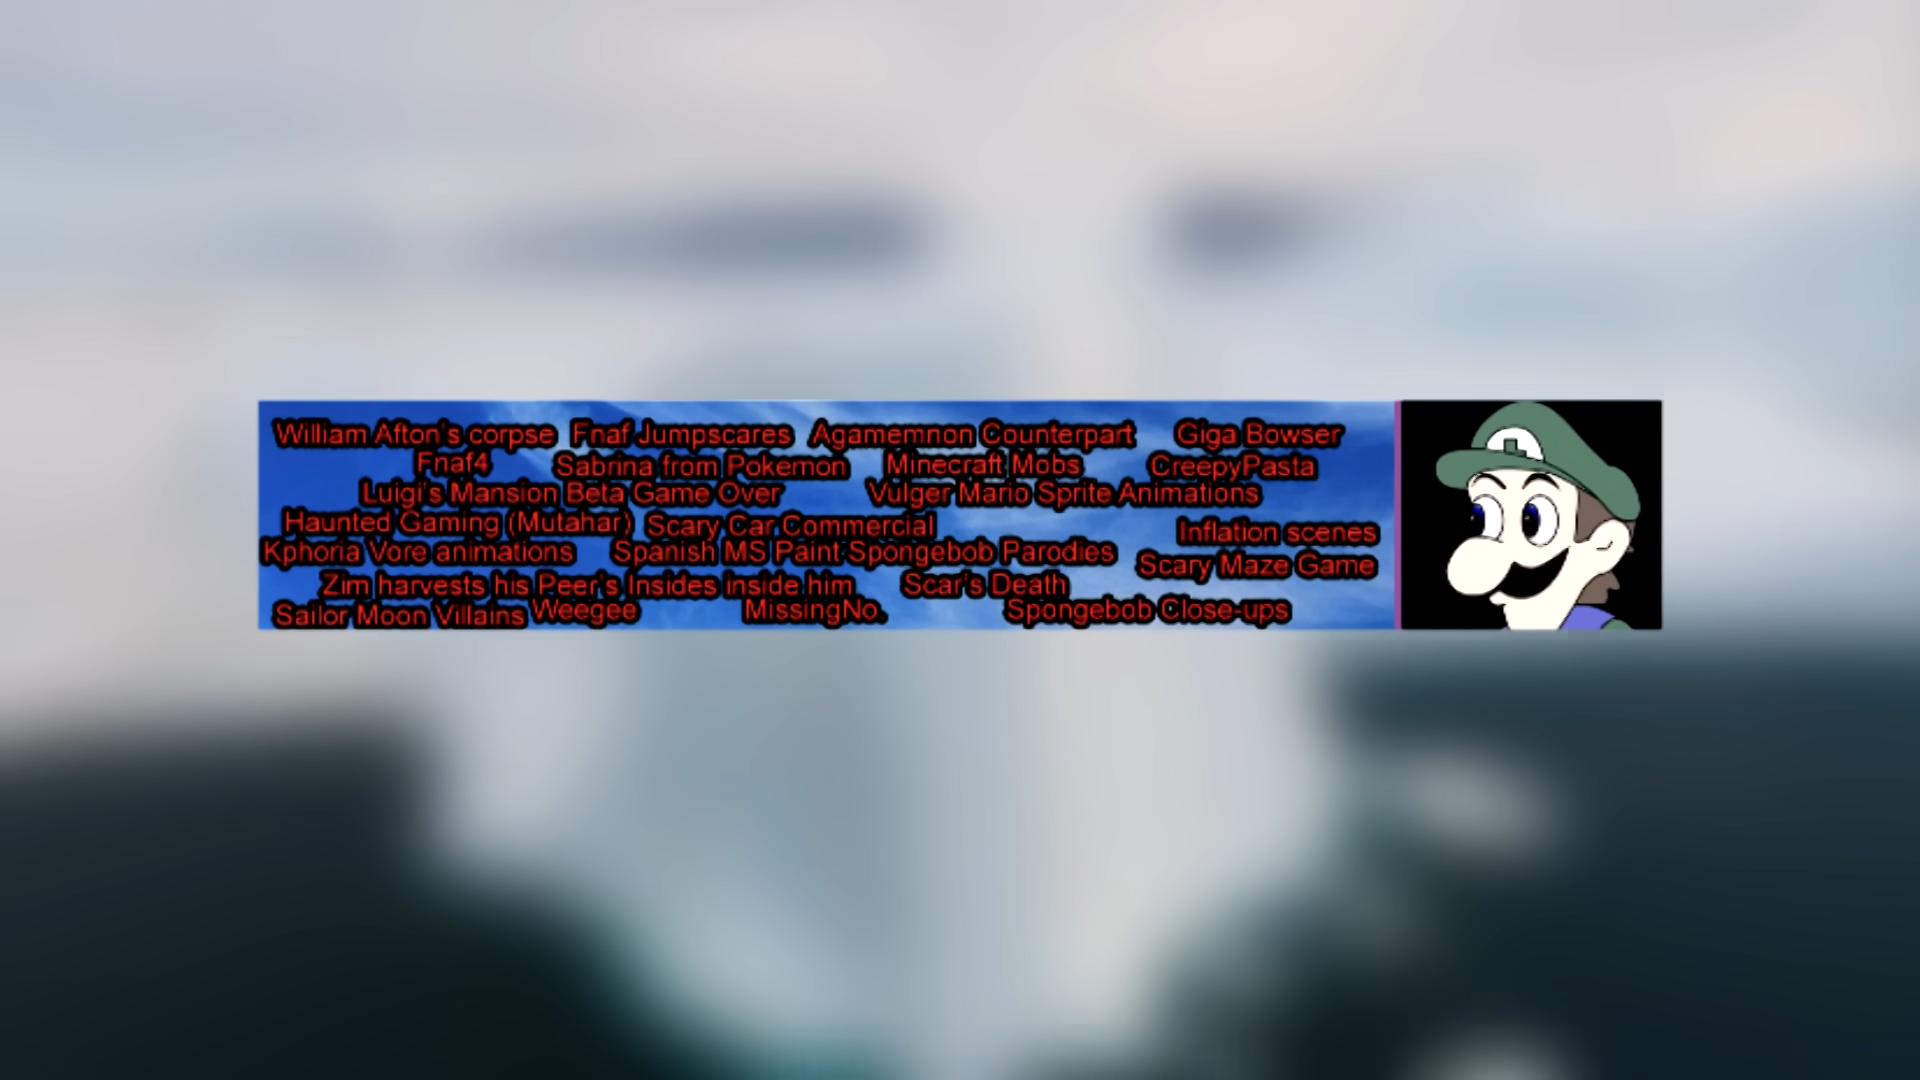 William Afton's corpse Fnaf Jumpscares Agamemnon Counterpart Giga Bowser
Fnaf4 Sabrina from Pokemon Minecraft Mobs CreepyPasta
Luigi's Mansion Beta Game Over Vulger Mario Sprite Animations
Haunted Gaming (Mutahar) Scary Car Commercial Inflation scenes
Kphoria Vore animations Spanish MS Paint Spongebob Parodies Scary Maze Game
Zim harvests his Peer's Insides inside him Scar's Death
Sailor Moon Villains Weegee MissingNo. Spongebob Close-ups
L